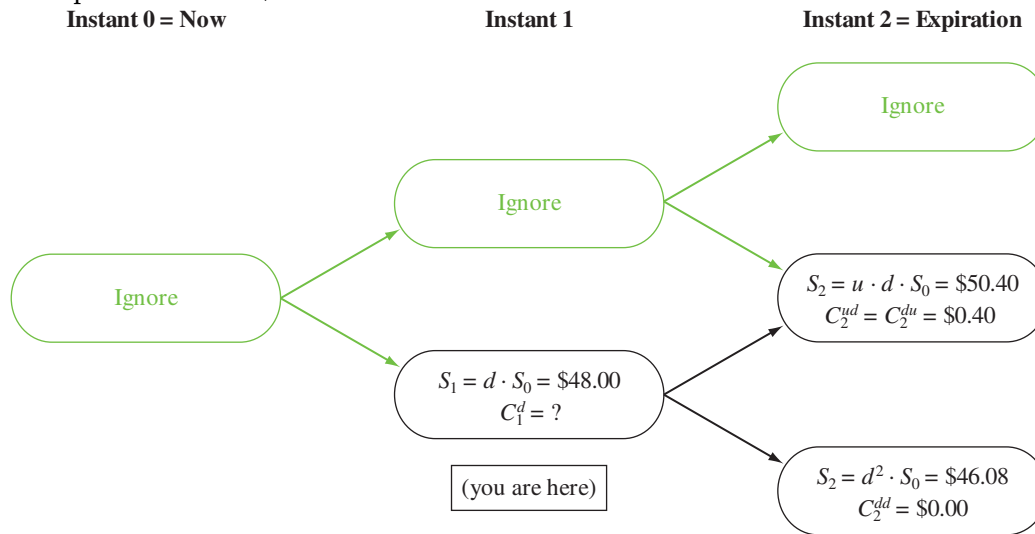 Instant 0 = Now
Instant 1
Instant 2 = Expiration
Ignore
Ignore
Ignore
S₂ = u · d · S₀ = $50.40
C₂ᵘᵈ = C₂ᵈᵘ = $0.40
S₁ = d · S₀ = $48.00
C₁ᵈ = ?
(you are here)
S₂ = d² · S₀ = $46.08
C₂ᵈᵈ = $0.00